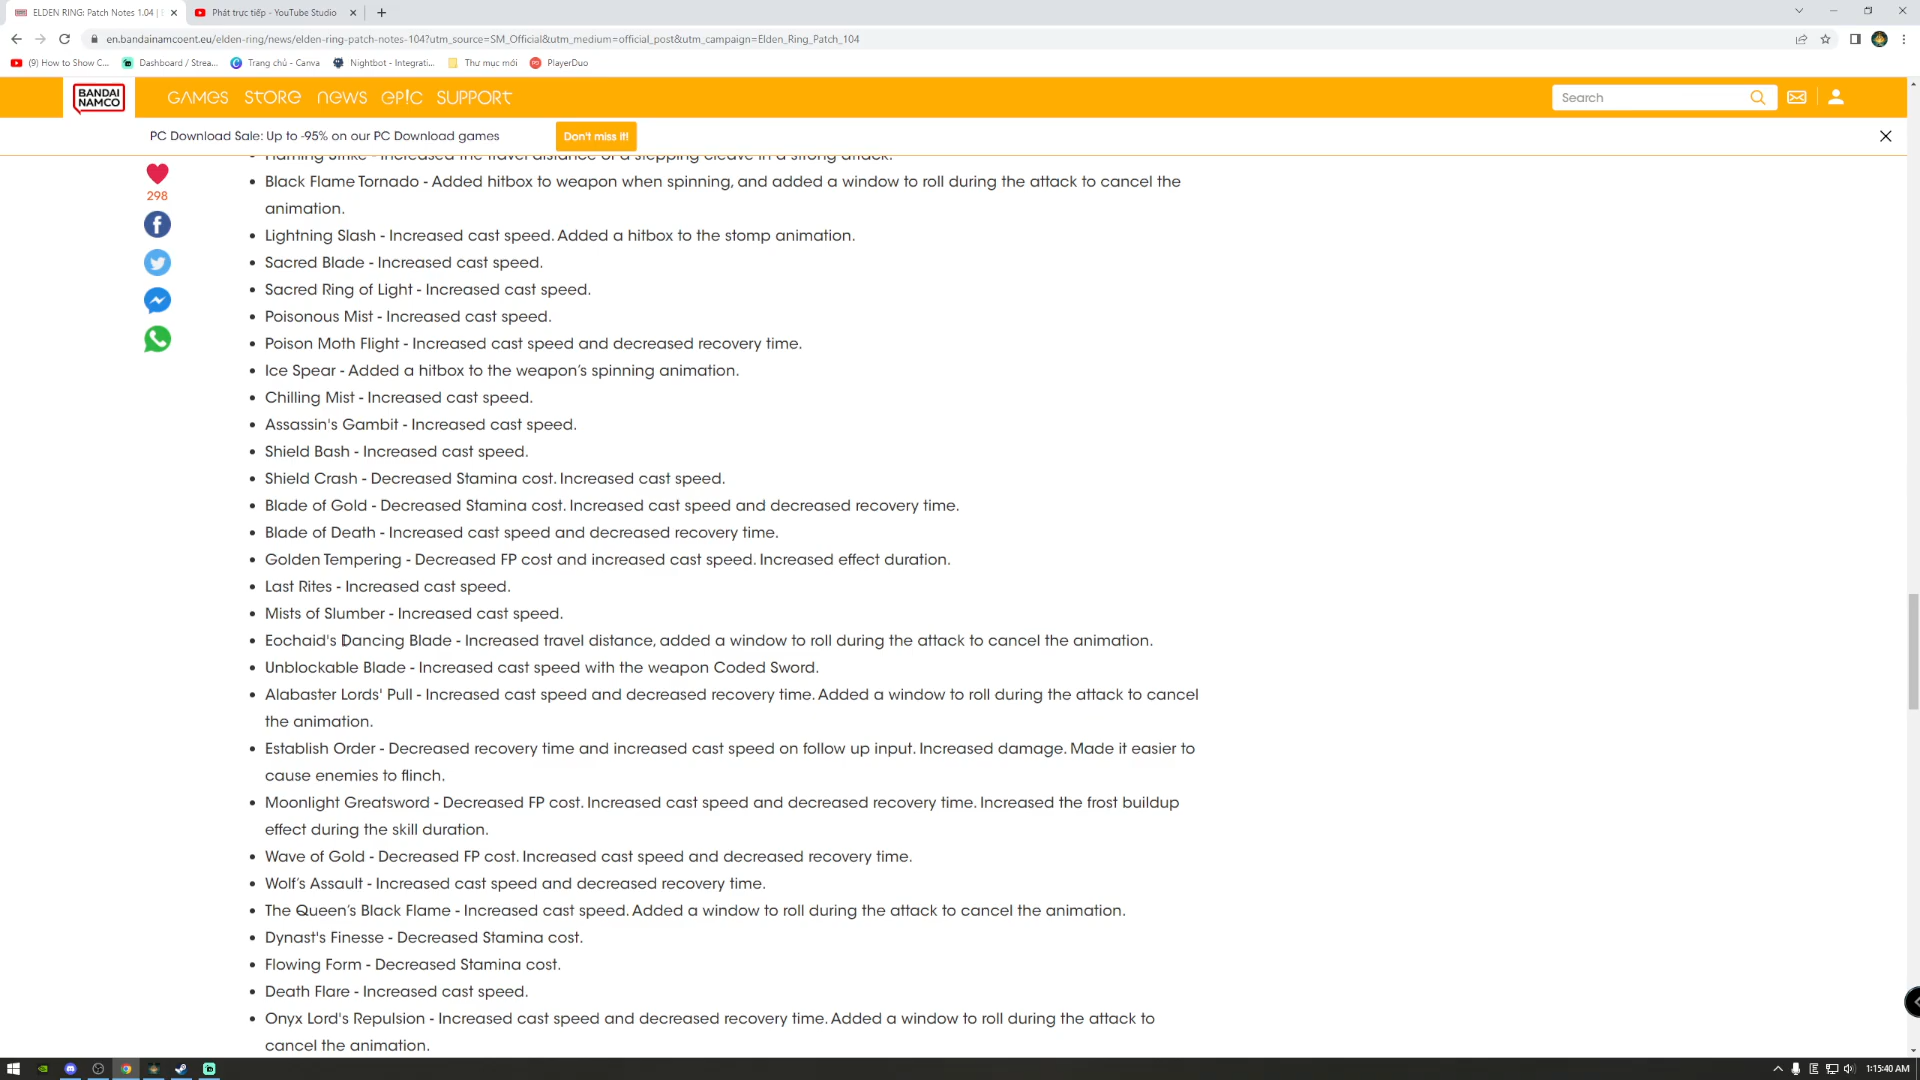 ELDEN RING: Patch Notes 1.04 |
Phát trực tiếp - YouTube Studio
en.bandainamcoent.eu/elden-ring/news/elden-ring-patch-notes-104?utm_source=SM_Official&utm_medium=official_post&utm_campaign=Elden_Ring_Patch_104
(9) How to Show C...
Dashboard / Strea...
Trang chủ - Canva
Nightbot - Integrati...
Thư mục mới
PlayerDuo
BANDAI
NAMCO
GAMES STORE NEWS EPIC SUPPORT
Search
PC Download Sale: Up to -95% on our PC Download games
Don't miss it!
298
Flaming Strike - Increased the travel distance of a stepping cleave in a strong attack.
• Black Flame Tornado - Added hitbox to weapon when spinning, and added a window to roll during the attack to cancel the
animation.
• Lightning Slash - Increased cast speed. Added a hitbox to the stomp animation.
• Sacred Blade - Increased cast speed.
• Sacred Ring of Light - Increased cast speed.
• Poisonous Mist - Increased cast speed.
• Poison Moth Flight - Increased cast speed and decreased recovery time.
• Ice Spear - Added a hitbox to the weapon’s spinning animation.
• Chilling Mist - Increased cast speed.
• Assassin's Gambit - Increased cast speed.
• Shield Bash - Increased cast speed.
• Shield Crash - Decreased Stamina cost. Increased cast speed.
• Blade of Gold - Decreased Stamina cost. Increased cast speed and decreased recovery time.
• Blade of Death - Increased cast speed and decreased recovery time.
• Golden Tempering - Decreased FP cost and increased cast speed. Increased effect duration.
• Last Rites - Increased cast speed.
• Mists of Slumber - Increased cast speed.
• Eochaid's Dancing Blade - Increased travel distance, added a window to roll during the attack to cancel the animation.
• Unblockable Blade - Increased cast speed with the weapon Coded Sword.
• Alabaster Lords' Pull - Increased cast speed and decreased recovery time. Added a window to roll during the attack to cancel
the animation.
• Establish Order - Decreased recovery time and increased cast speed on follow up input. Increased damage. Made it easier to
cause enemies to flinch.
• Moonlight Greatsword - Decreased FP cost. Increased cast speed and decreased recovery time. Increased the frost buildup
effect during the skill duration.
• Wave of Gold - Decreased FP cost. Increased cast speed and decreased recovery time.
• Wolf’s Assault - Increased cast speed and decreased recovery time.
• The Queen’s Black Flame - Increased cast speed. Added a window to roll during the attack to cancel the animation.
• Dynast's Finesse - Decreased Stamina cost.
• Flowing Form - Decreased Stamina cost.
• Death Flare - Increased cast speed.
• Onyx Lord's Repulsion - Increased cast speed and decreased recovery time. Added a window to roll during the attack to
cancel the animation.
1:15:40 AM